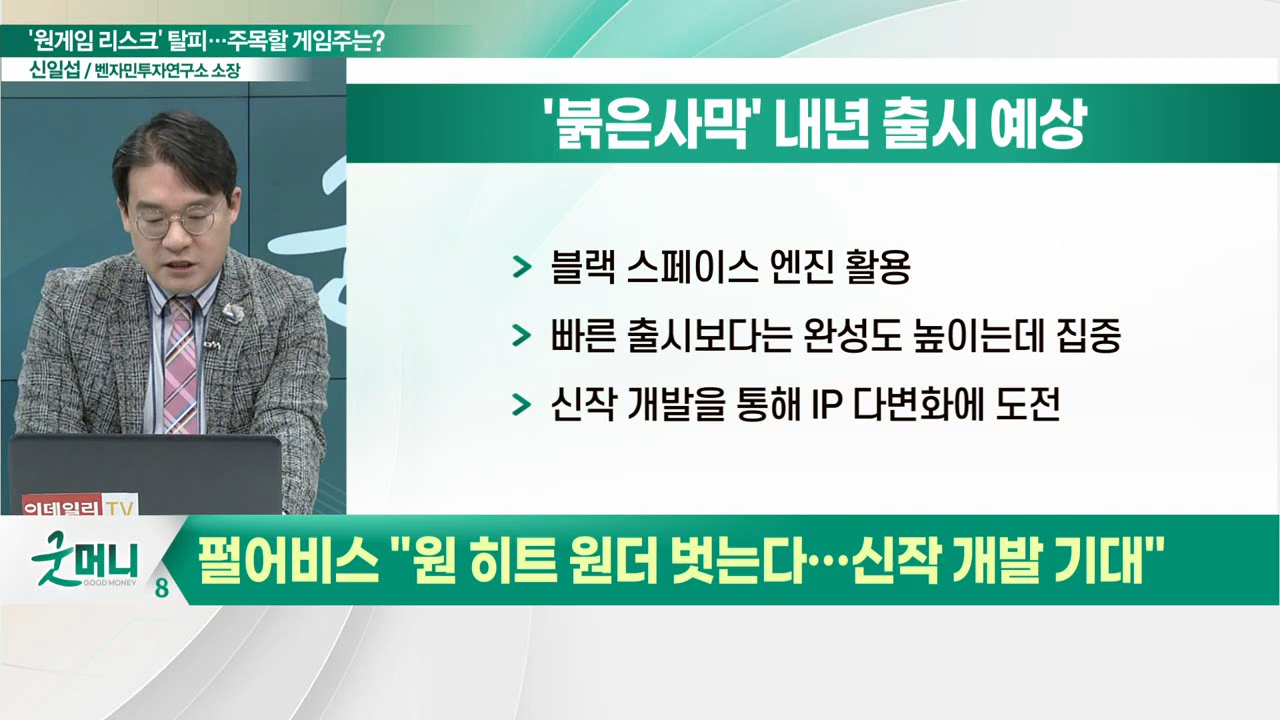 '원게임 리스크' 탈피…주목할 게임주는?
신일섭 / 벤자민투자연구소 소장
'붉은사막' 내년 출시 예상
> 블랙 스페이스 엔진 활용
> 빠른 출시보다는 완성도 높이는데 집중
> 신작 개발을 통해 IP 다변화에 도전
이데일리 TV
굿머니
GOOD MONEY
8
펄어비스 "원 히트 원더 벗는다…신작 개발 기대"